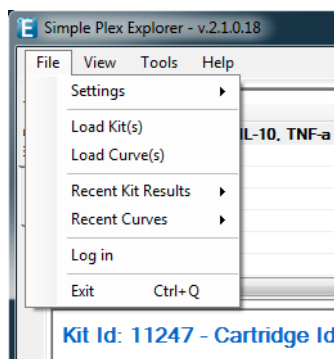 Simple Plex Explorer - v.2.1.0.18
File View Tools Help
Settings
Load Kit(s)
IL-10, TNF-a
Load Curve(s)
Recent Kit Results
Recent Curves
Log in
Exit Ctrl+Q
Kit Id: 11247 - Cartridge Id